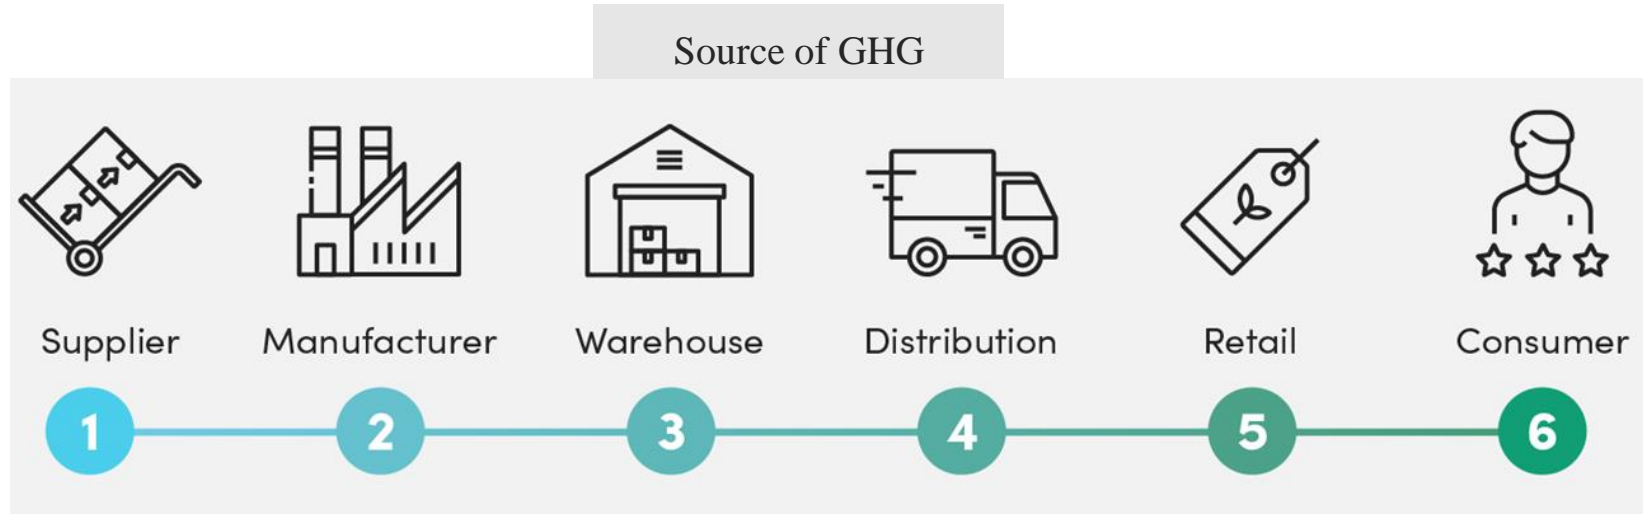 Source of GHG
Supplier
Manufacturer
Warehouse
Distribution
Retail
Consumer
1
2
3
4
5
6